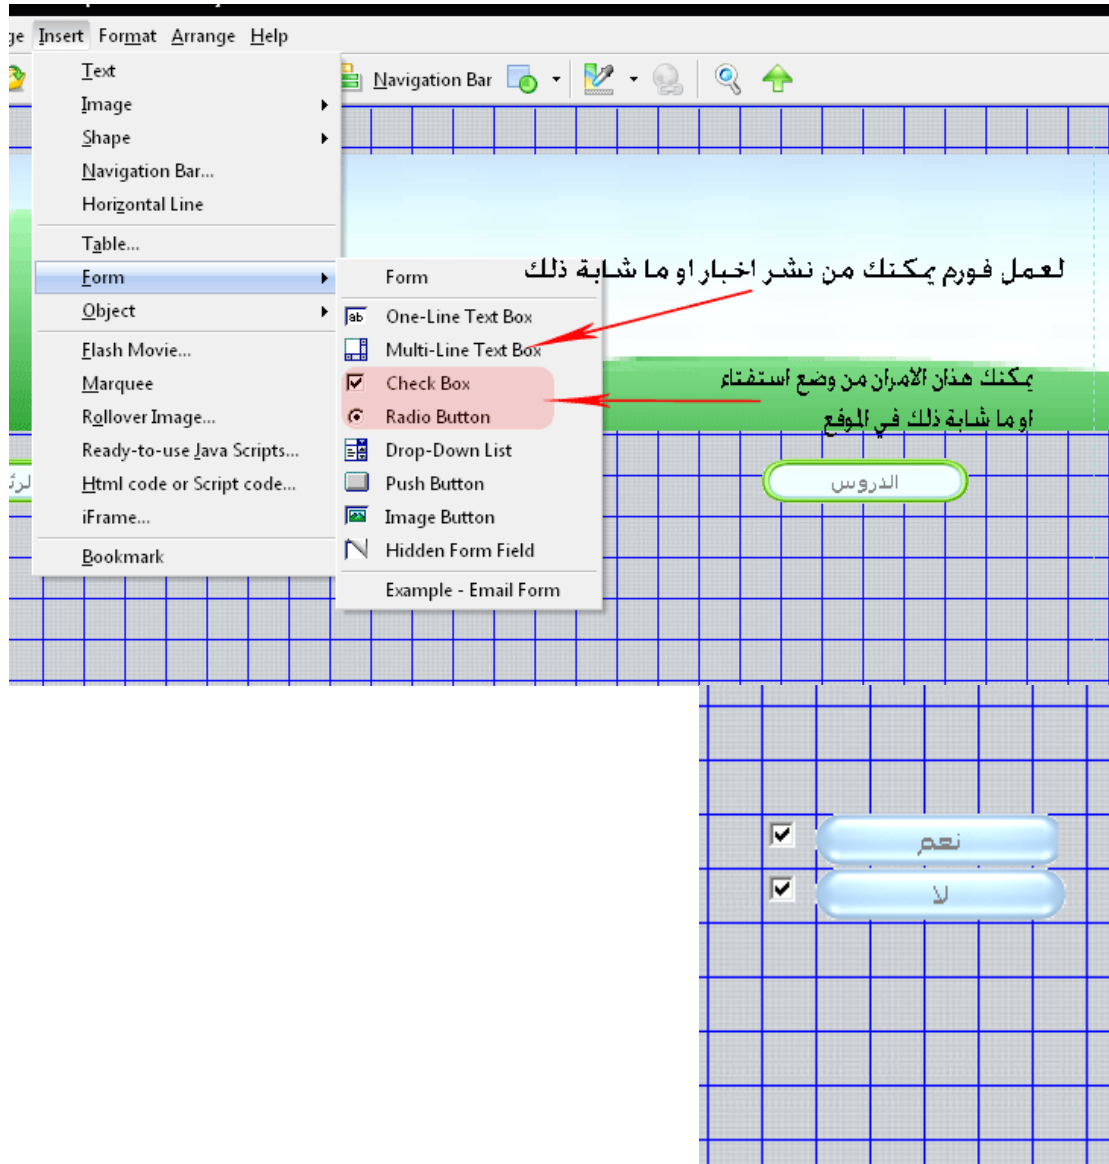 ge Insert Format Arrange Help
Navigation Bar
Text
Image
Shape
Navigation Bar...
Horizontal Line
Table...
Form
Object
Flash Movie...
Marquee
Rollover Image...
Ready-to-use Java Scripts...
Html code or Script code...
iFrame...
Bookmark
Form
One-Line Text Box
Multi-Line Text Box
Check Box
Radio Button
Drop-Down List
Push Button
Image Button
Hidden Form Field
Example - Email Form
لعمل فورم يمكنك من نشر اخبار او ما شابة ذلك
يمكنك هذان الامران من وضع استفتاء
او ما شابة ذلك في الموقع
الدروس
نعم
لا